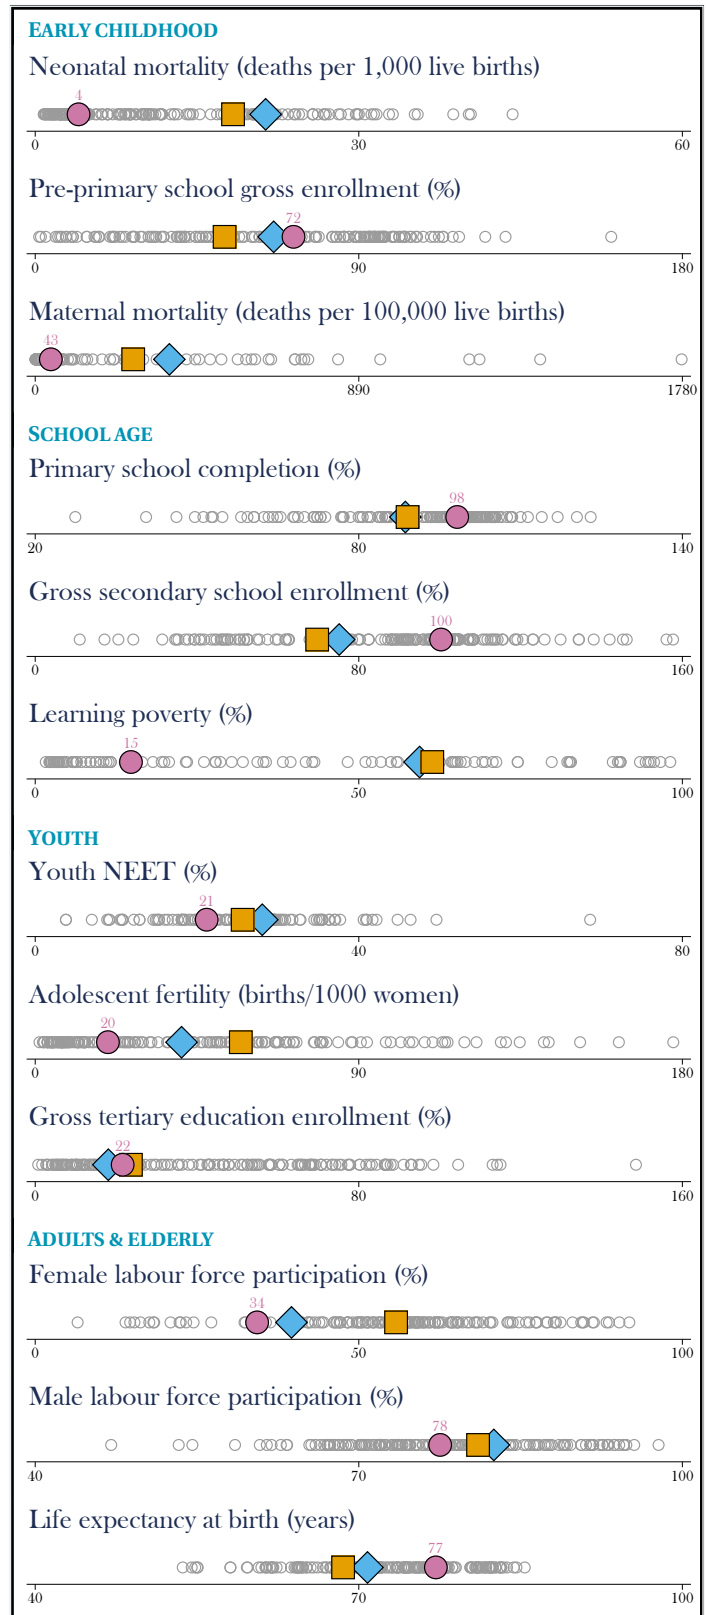 EARLY CHILDHOOD
Neonatal mortality (deaths per 1,000 live births)
4
0 30 60
Pre-primary school gross enrollment (%)
72
0 90 180
Maternal mortality (deaths per 100,000 live births)
43
0 890 1780
SCHOOL AGE
Primary school completion (%)
98
20 80 140
Gross secondary school enrollment (%)
100
0 80 160
Learning poverty (%)
15
0 50 100
YOUTH
Youth NEET (%)
21
0 40 80
Adolescent fertility (births/1000 women)
20
0 90 180
Gross tertiary education enrollment (%)
22
0 80 160
ADULTS & ELDERLY
Female labour force participation (%)
34
0 50 100
Male labour force participation (%)
78
40 70 100
Life expectancy at birth (years)
77
40 70 100